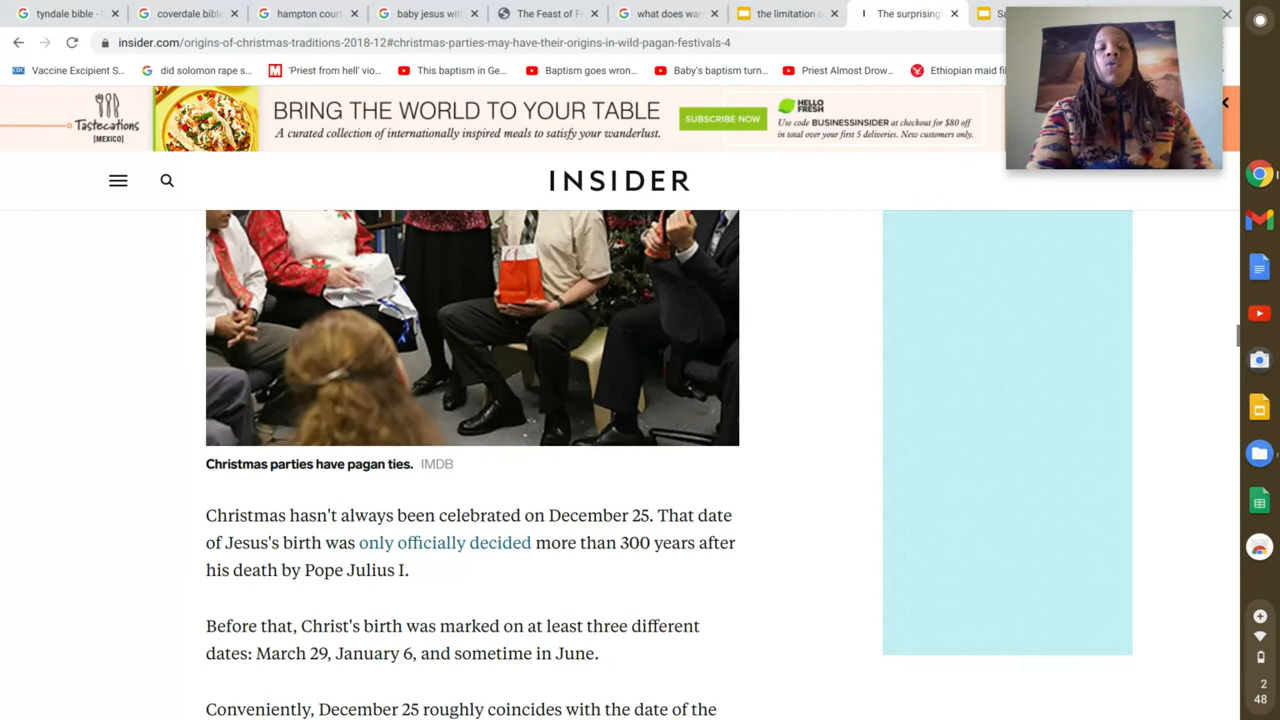 tyndale bible -
coverdale bible
hampton court
baby jesus with
The Feast of F
what does wan
the limitation o
The surprising
Sa
insider.com/origins-of-christmas-traditions-2018-12#christmas-parties-may-have-their-origins-in-wild-pagan-festivals-4
Vaccine Excipient S...
did solomon rape s...
'Priest from hell' vio...
This baptism in Ge...
Baptism goes wron...
Baby's baptism turn...
Priest Almost Drow...
Ethiopian maid fi
Tastecations
[MEXICO]
BRING THE WORLD TO YOUR TABLE
A curated collection of internationally inspired meals to satisfy your wanderlust.
SUBSCRIBE NOW
HELLO
FRESH
Use code BUSINESSINSIDER at checkout for $80 off
in total over your first 5 deliveries. New customers only.
INSIDER
Christmas parties have pagan ties. IMDB
Christmas hasn't always been celebrated on December 25. That date
of Jesus's birth was only officially decided more than 300 years after
his death by Pope Julius I.
Before that, Christ's birth was marked on at least three different
dates: March 29, January 6, and sometime in June.
Conveniently, December 25 roughly coincides with the date of the
2
48